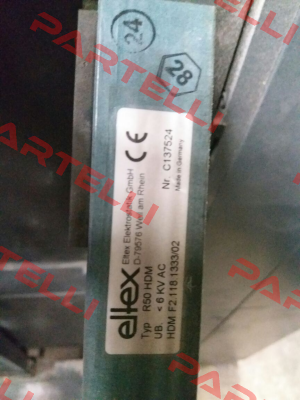 24
28
eltex
Eltex Elektrostatik GmbH
D-79576 Weil am Rhein
CE
Typ R50 HDM
Nr. C137524
UB. < 6 KV AC
Made in Germany
HDM F2.118.1333/02
PARTELLI
PARTELLI
PARTELLI
PARTELLI
PARTELLI